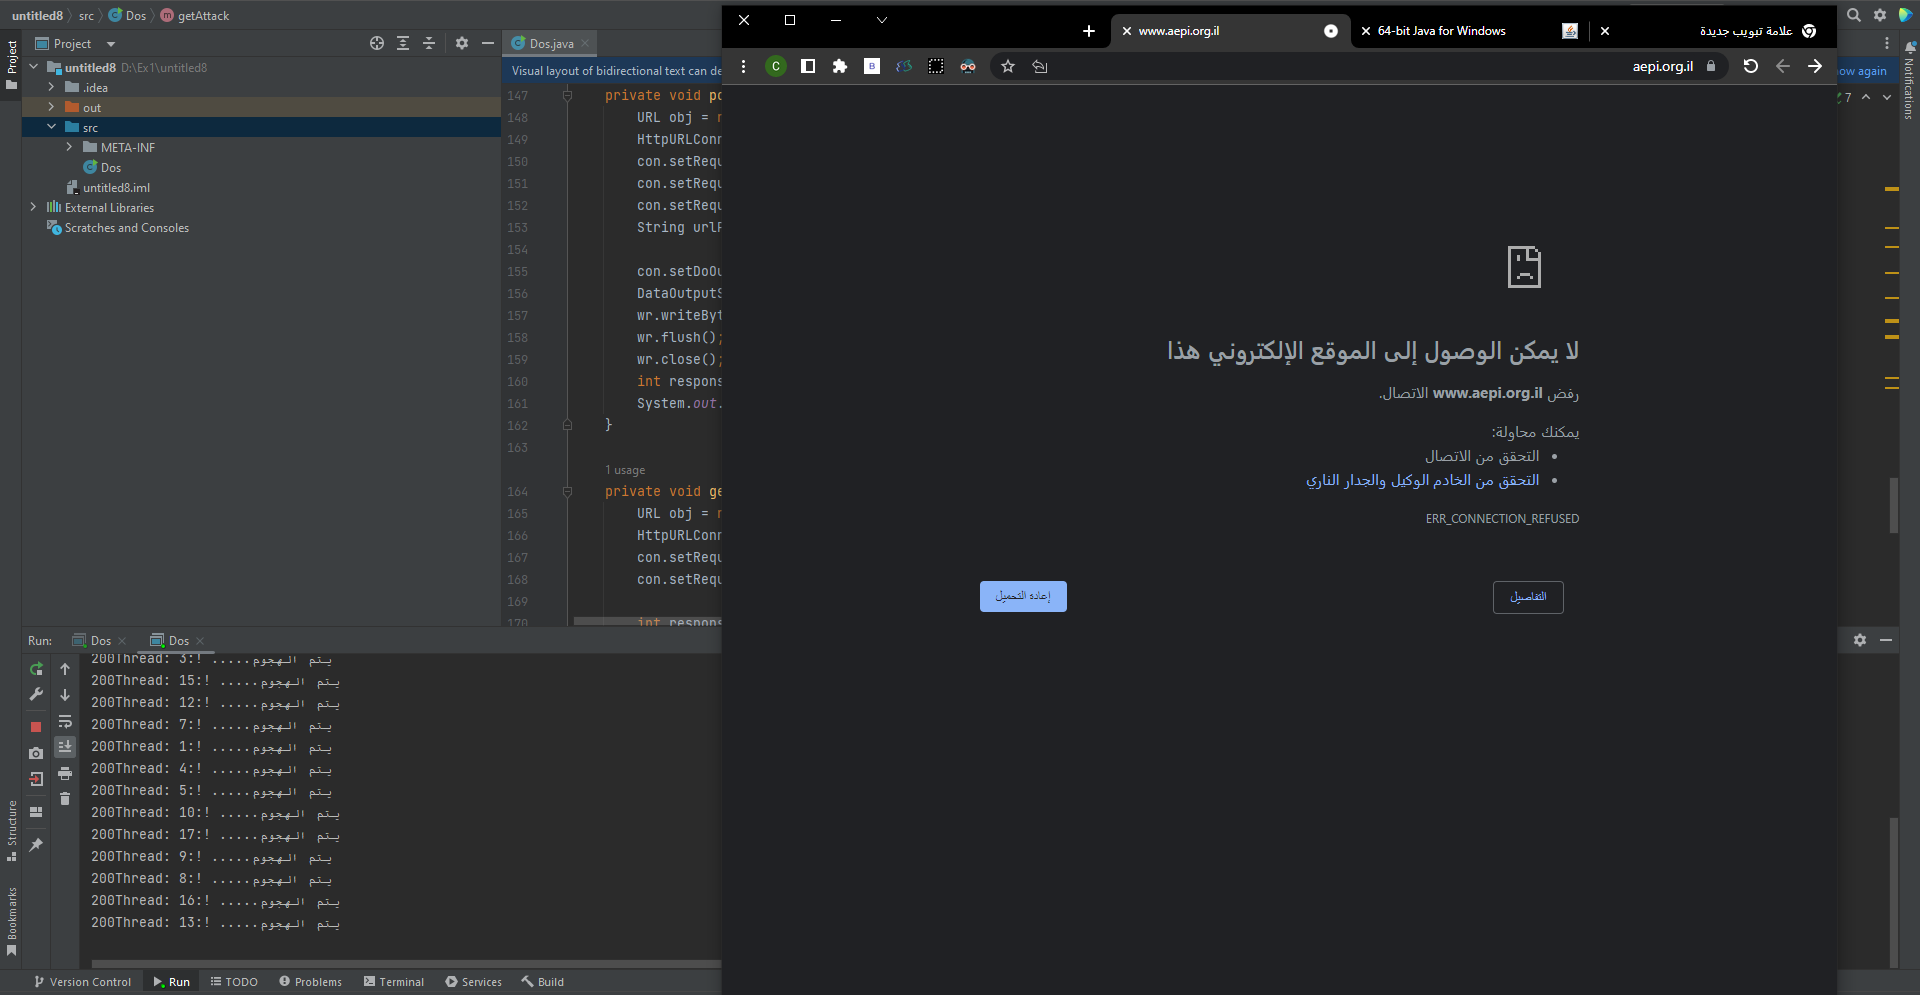 untitled8 src Dos getAttack
Project
Dos.java
Project
untitled8 D:\Ex1\untitled8
.idea
out
src
META-INF
Dos
untitled8.iml
External Libraries
Scratches and Consoles
Visual layout of bidirectional text can de
147 private void po
148 URL obj = n
149 HttpURLConn
150 con.setRequ
151 con.setRequ
152 con.setRequ
153 String urlP
154
155 con.setDoOu
156 DataOutputS
157 wr.writeByt
158 wr.flush();
159 wr.close();
160 int respons
161 System.out.
162 }
163
1 usage
164 private void ge
165 URL obj = n
166 HttpURLConn
167 con.setRequ
168 con.setRequ
169
170 int respons
www.aepi.org.il
64-bit Java for Windows
علامة تبويب جديدة
C
B
aepi.org.il
لا يمكن الوصول إلى الموقع الإلكتروني هذا
رفض www.aepi.org.il الاتصال.
يمكنك محاولة:
• التحقق من الاتصال
• التحقق من الخادم الوكيل والجدار الناري
ERR_CONNECTION_REFUSED
إعادة التحميل
التفاصيل
ow again
7
Notifications
Run: Dos Dos
200Thread: 3:! .....يتم الهجوم
200Thread: 15:! .....يتم الهجوم
200Thread: 12:! .....يتم الهجوم
200Thread: 7:! .....يتم الهجوم
200Thread: 1:! .....يتم الهجوم
200Thread: 4:! .....يتم الهجوم
200Thread: 5:! .....يتم الهجوم
200Thread: 10:! .....يتم الهجوم
200Thread: 17:! .....يتم الهجوم
200Thread: 9:! .....يتم الهجوم
200Thread: 8:! .....يتم الهجوم
200Thread: 16:! .....يتم الهجوم
200Thread: 13:! .....يتم الهجوم
Structure
Bookmarks
Version Control Run TODO Problems Terminal Services Build